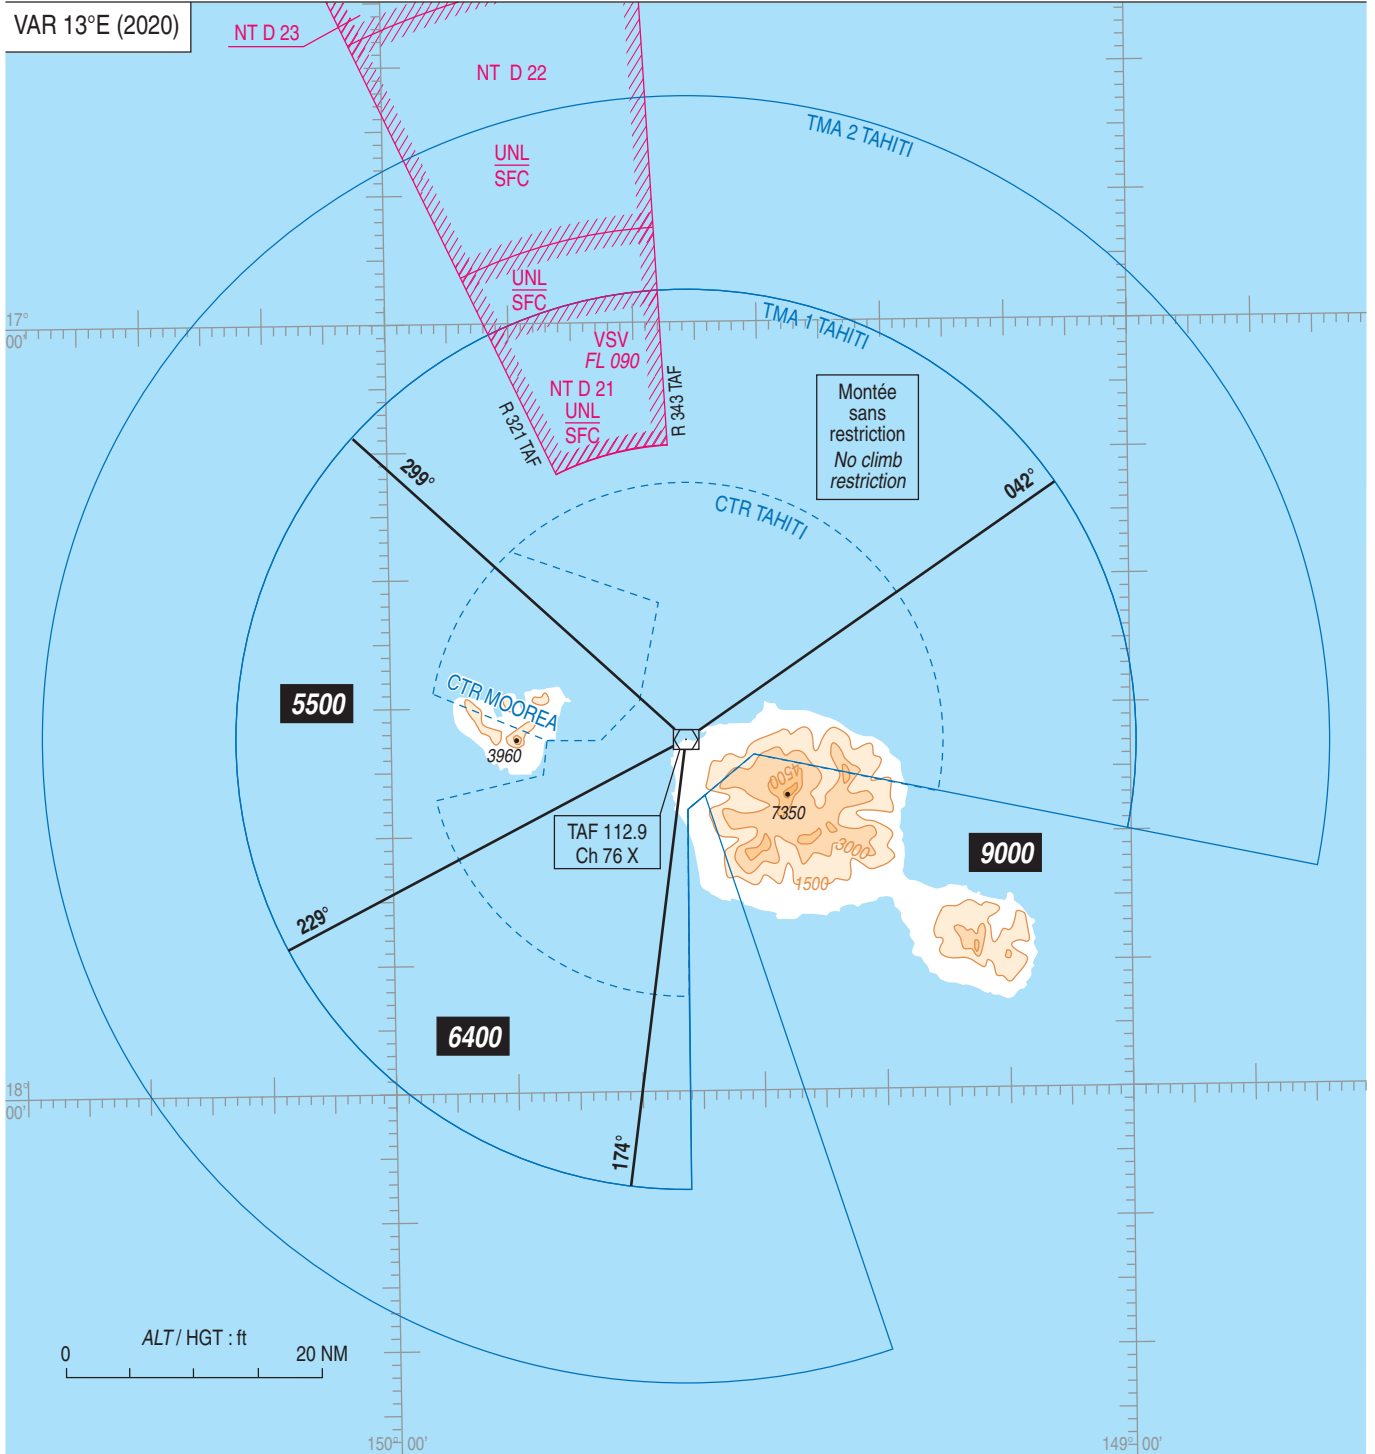 VAR 13°E (2020)
NT D 23
NT D 22
UNL
SFC
TMA 2 TAHITI
UNL
SFC
TMA 1 TAHITI
17°
00'
VSV
FL 090
NT D 21
UNL
SFC
R 321 TAF
R 343 TAF
Montée
sans
restriction
No climb
restriction
299°
042°
CTR TAHITI
5500
CTR MOOREA
3960
4500
7350
3000
1500
TAF 112.9
Ch 76 X
9000
229°
6400
174°
18°
00'
ALT / HGT : ft
0
20 NM
150° 00'
149° 00'